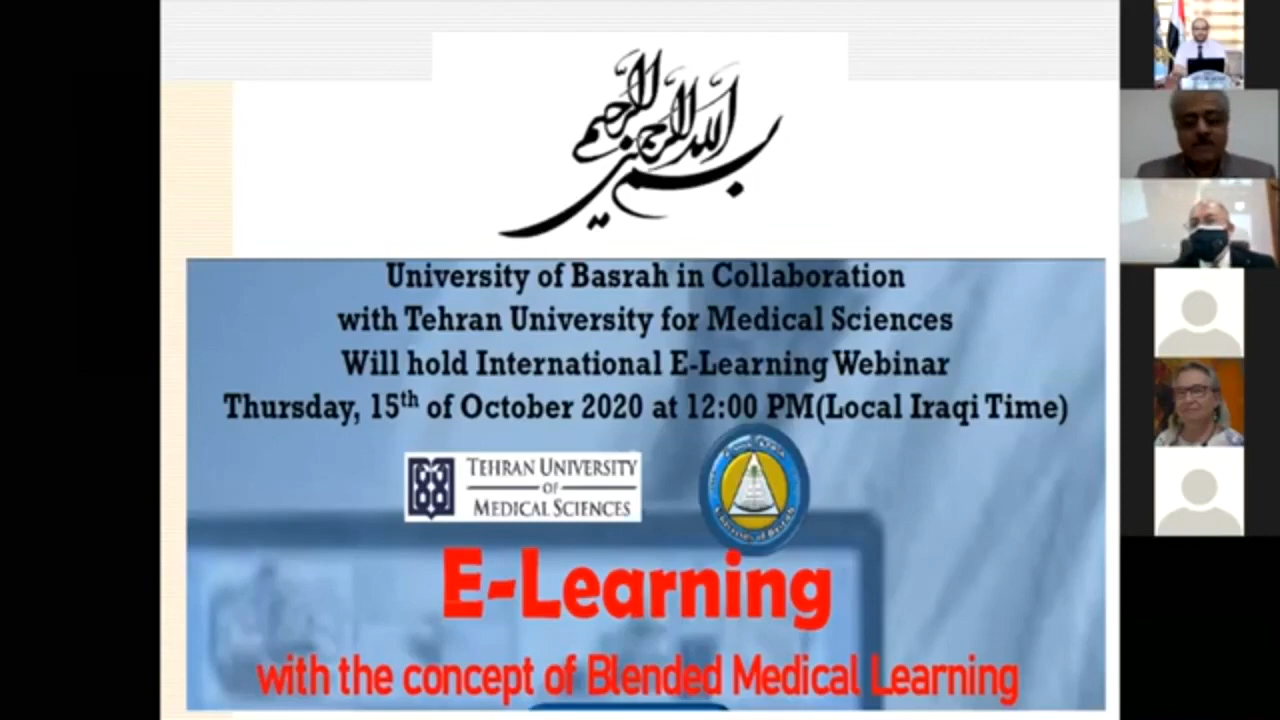 بسم الله الرحمن الرحيم
University of Basrah in Collaboration
with Tehran University for Medical Sciences
Will hold International E-Learning Webinar
Thursday, 15th of October 2020 at 12:00 PM(Local Iraqi Time)
TEHRAN UNIVERSITY
OF
MEDICAL SCIENCES
E-Learning
with the concept of Blended Medical Learning